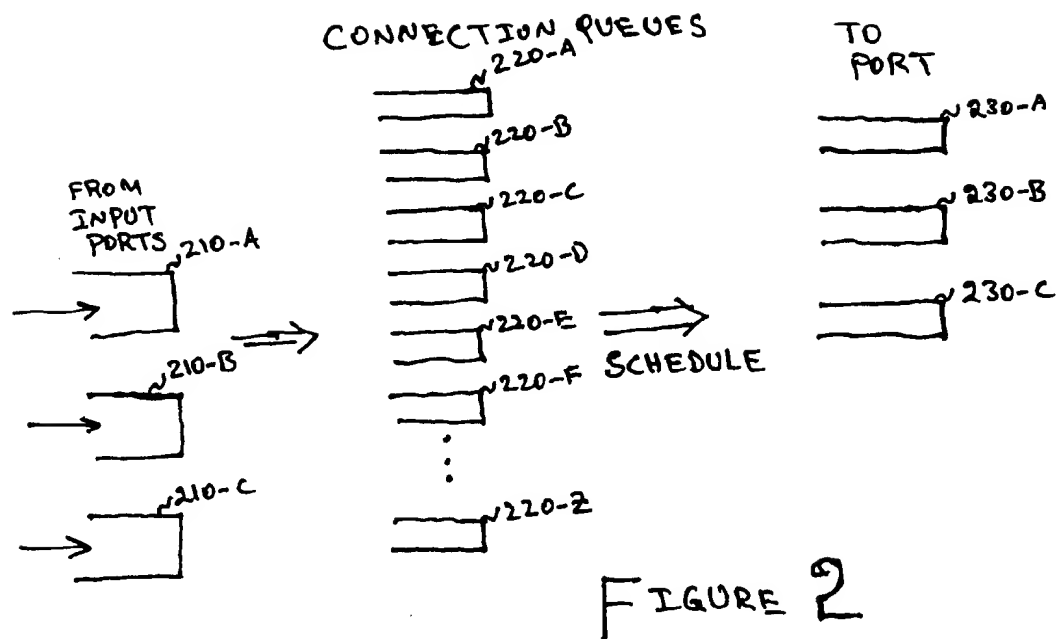 CONNECTION QUEUES
220-A
220-B
220-C
220-D
220-E
220-F
220-Z
TO
PORT
230-A
230-B
230-C
FROM
INPUT
PORTS
210-A
210-B
210-C
SCHEDULE
FIGURE 2